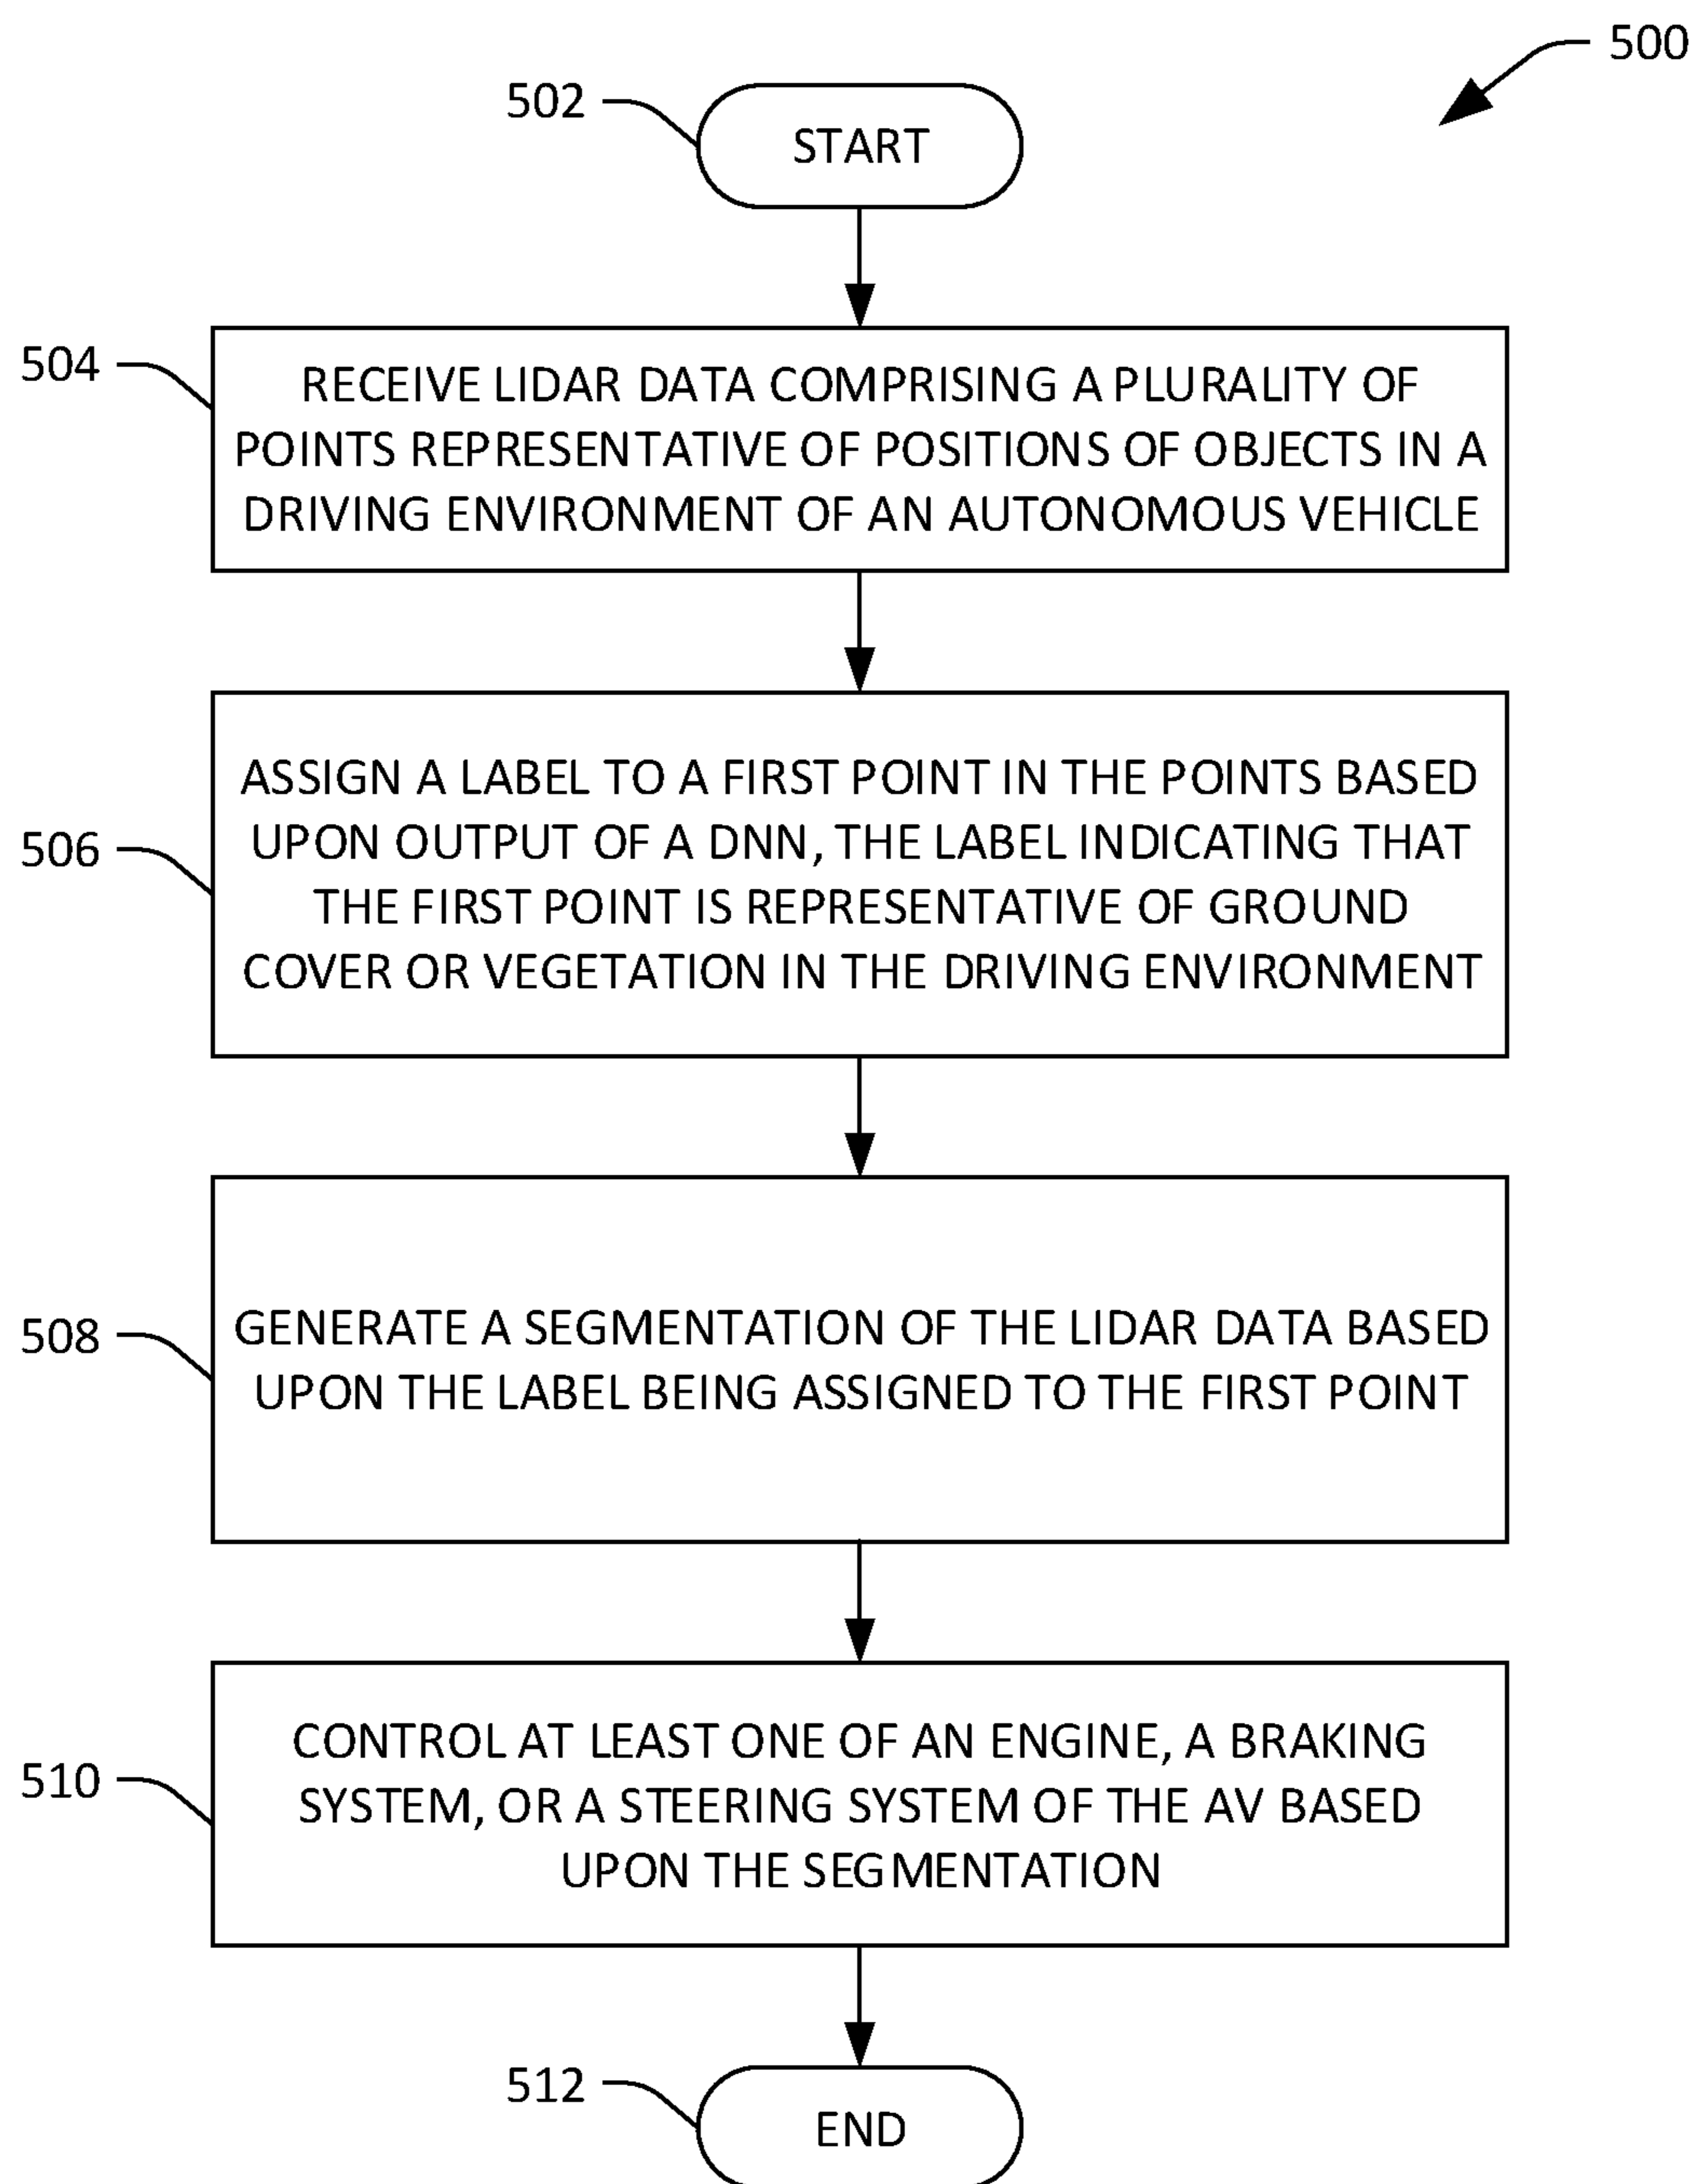 500
502
START
504
RECEIVE LIDAR DATA COMPRISING A PLURALITY OF
POINTS REPRESENTATIVE OF POSITIONS OF OBJECTS IN A
DRIVING ENVIRONMENT OF AN AUTONOMOUS VEHICLE
506
ASSIGN A LABEL TO A FIRST POINT IN THE POINTS BASED
UPON OUTPUT OF A DNN, THE LABEL INDICATING THAT
THE FIRST POINT IS REPRESENTATIVE OF GROUND
COVER OR VEGETATION IN THE DRIVING ENVIRONMENT
508
GENERATE A SEGMENTATION OF THE LIDAR DATA BASED
UPON THE LABEL BEING ASSIGNED TO THE FIRST POINT
510
CONTROL AT LEAST ONE OF AN ENGINE, A BRAKING
SYSTEM, OR A STEERING SYSTEM OF THE AV BASED
UPON THE SEGMENTATION
512
END